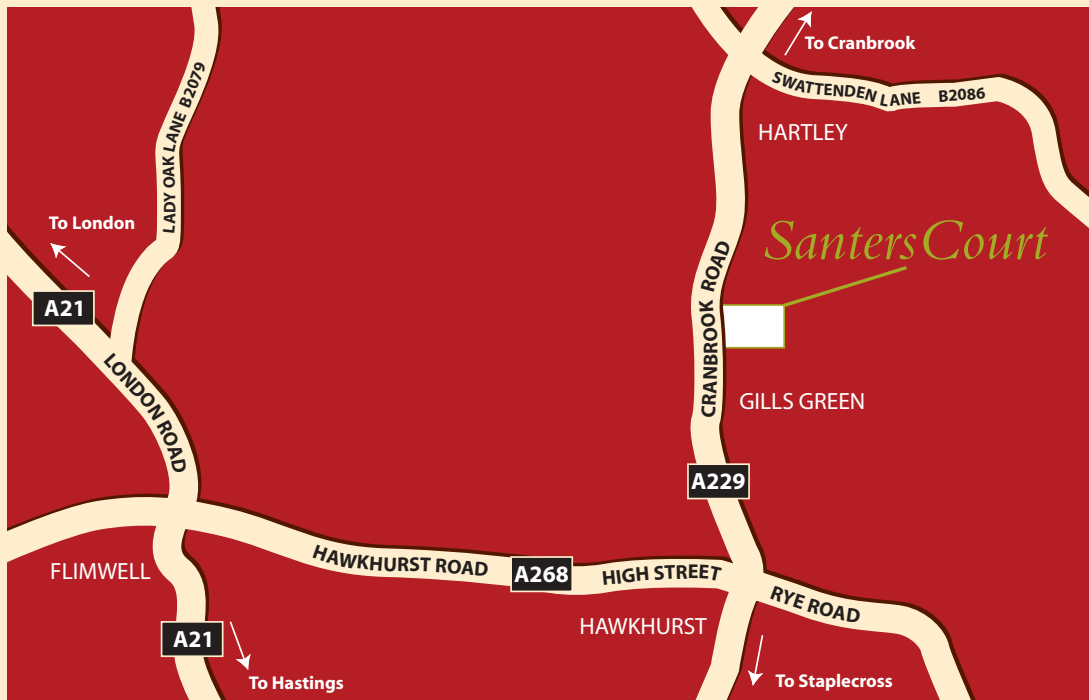 To Cranbrook
SWATTENDEN LANE B2086
LADY OAK LANE B2079
HARTLEY
To London
Santers Court
A21
CRANBROOK ROAD
LONDON ROAD
GILLS GREEN
A229
FLIMWELL
HAWKHURST ROAD
A268
HIGH STREET
RYE ROAD
HAWKHURST
A21
To Hastings
To Staplecross